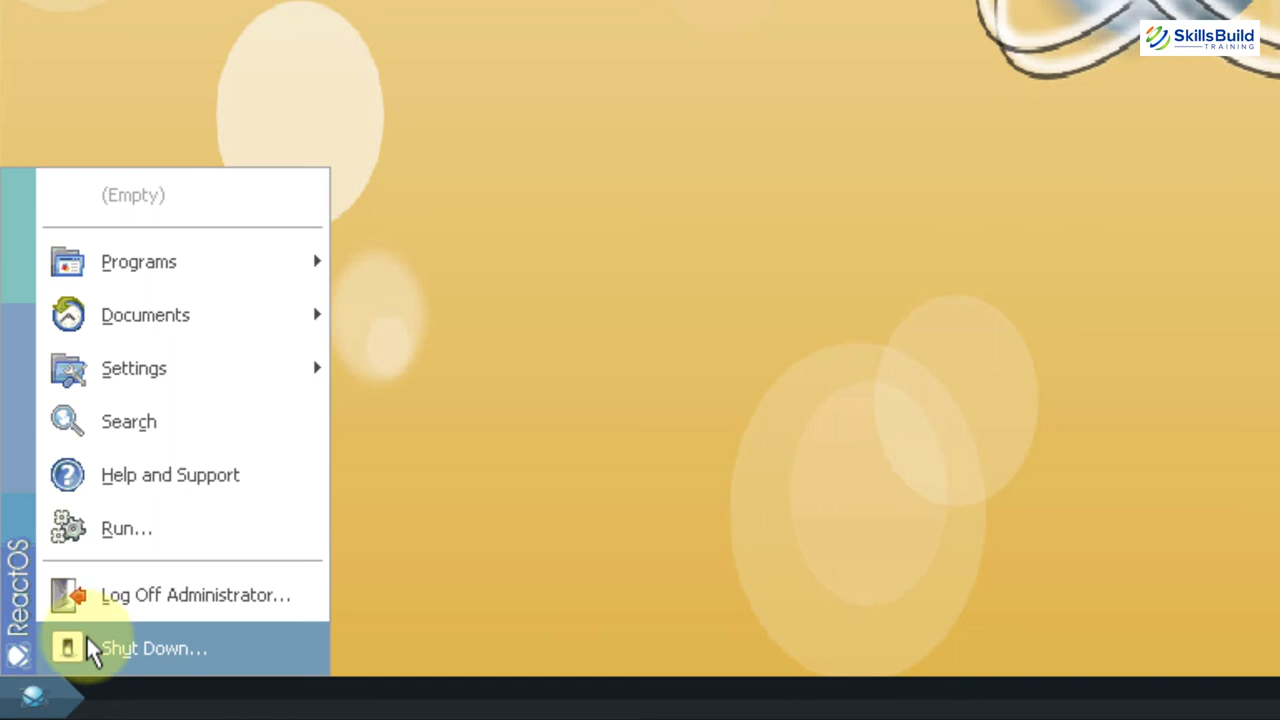 SkillsBuild
TRAINING
(Empty)
Programs
Documents
Settings
Search
Help and Support
Run...
Log Off Administrator...
Shut Down...
ReactOS